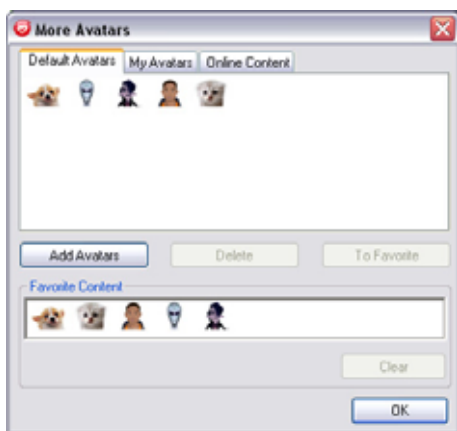 More Avatars
Default Avatars My Avatars Online Content
Add Avatars Delete To Favorite
Favorite Content
Clear
OK